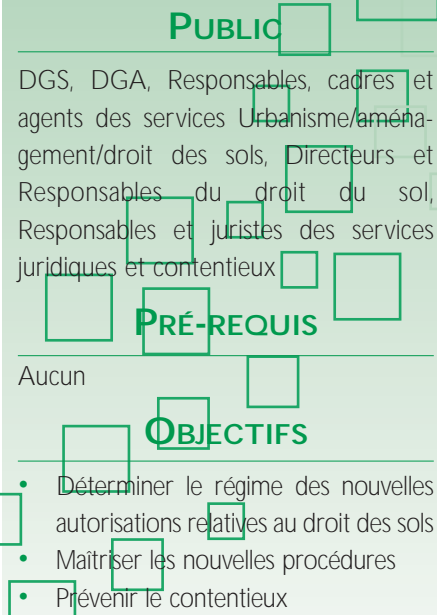 PUBLIC
DGS, DGA, Responsables, cadres et
agents des services Urbanisme/aména-
gement/droit des sols, Directeurs et
Responsables du droit du sol,
Responsables et juristes des services
juridiques et contentieux
PRÉ-REQUIS
Aucun
OBJECTIFS
• Déterminer le régime des nouvelles
autorisations relatives au droit des sols
• Maîtriser les nouvelles procédures
• Prévenir le contentieux